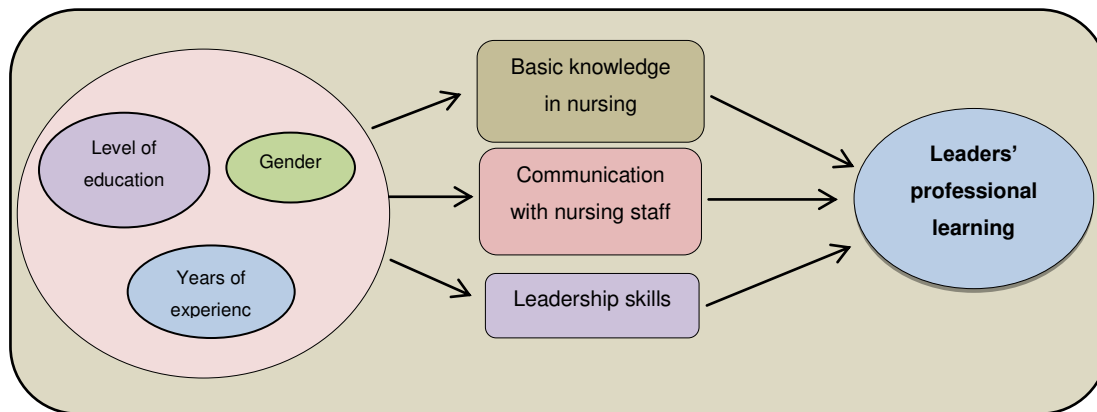 Level of
education
Gender
Years of
experienc
Basic knowledge
in nursing
Communication
with nursing staff
Leadership skills
Leaders’
professional
learning